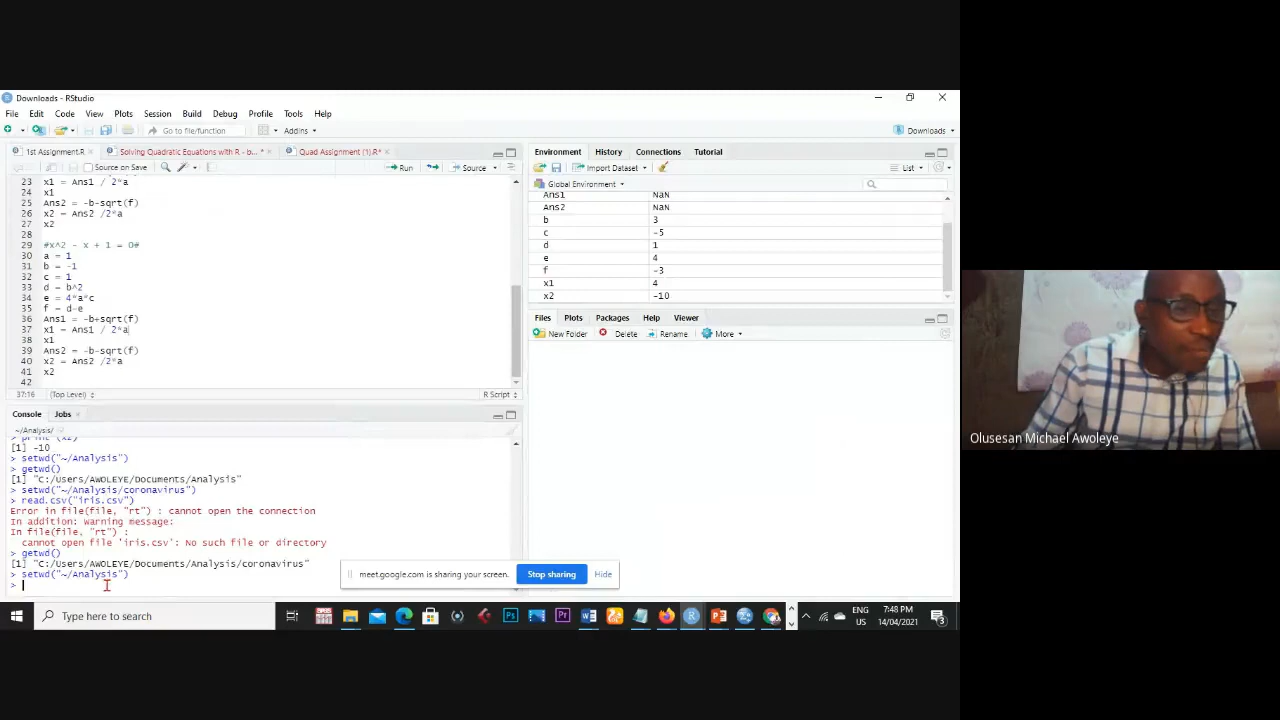 Downloads - RStudio
File Edit Code View Plots Session Build Debug Profile Tools Help
Go to file/function Addins Downloads
1st Assignment.R Solving Quadratic Equations with R - b... * Quad Assignment (1).R*
Source on Save Run Source
23 x1 = Ans1 / 2*a
24 x1
25 Ans2 = -b-sqrt(f)
26 x2 = Ans2 /2*a
27 x2
28
29 #x^2 - x + 1 = 0#
30 a = 1
31 b = -1
32 c = 1
33 d = b^2
34 e = 4*a*c
35 f = d-e
36 Ans1 = -b+sqrt(f)
37 x1 = Ans1 / 2*a
38 x1
39 Ans2 = -b-sqrt(f)
40 x2 = Ans2 /2*a
41 x2
42
37:16 (Top Level) R Script
Console Jobs
~/Analysis/
> print (x2)
[1] -10
> setwd("~/Analysis")
> getwd()
[1] "C:/Users/AWOLEYE/Documents/Analysis"
> setwd("~/Analysis/coronavirus")
> read.csv("iris.csv")
Error in file(file, "rt") : cannot open the connection
In addition: Warning message:
In file(file, "rt") :
cannot open file 'iris.csv': No such file or directory
> getwd()
[1] "C:/Users/AWOLEYE/Documents/Analysis/coronavirus"
> setwd("~/Analysis")
>
Environment History Connections Tutorial
Import Dataset List
Global Environment
Ans1 NaN
Ans2 NaN
b 3
c -5
d 1
e 4
f -3
x1 4
x2 -10
Files Plots Packages Help Viewer
New Folder Delete Rename More
meet.google.com is sharing your screen. Stop sharing Hide
Olusesan Michael Awoleye
Type here to search
ENG
US
7:48 PM
14/04/2021
3